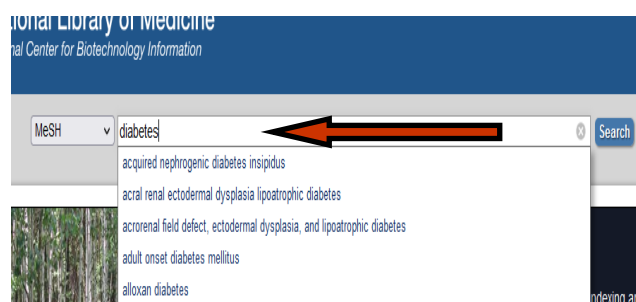 ional Library of Medicine
nal Center for Biotechnology Information
MeSH diabetes Search
acquired nephrogenic diabetes insipidus
acral renal ectodermal dysplasia lipoatrophic diabetes
acrorenal field defect, ectodermal dysplasia, and lipoatrophic diabetes
adult onset diabetes mellitus
alloxan diabetes
ndexing an